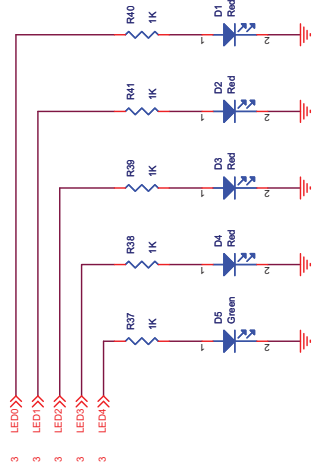 R40
1K
D1
Red
1
2
R41
1K
D2
Red
1
2
R39
1K
D3
Red
1
2
R38
1K
D4
Red
1
2
R37
1K
D5
Green
1
2
3 LED0
3 LED1
3 LED2
3 LED3
3 LED4